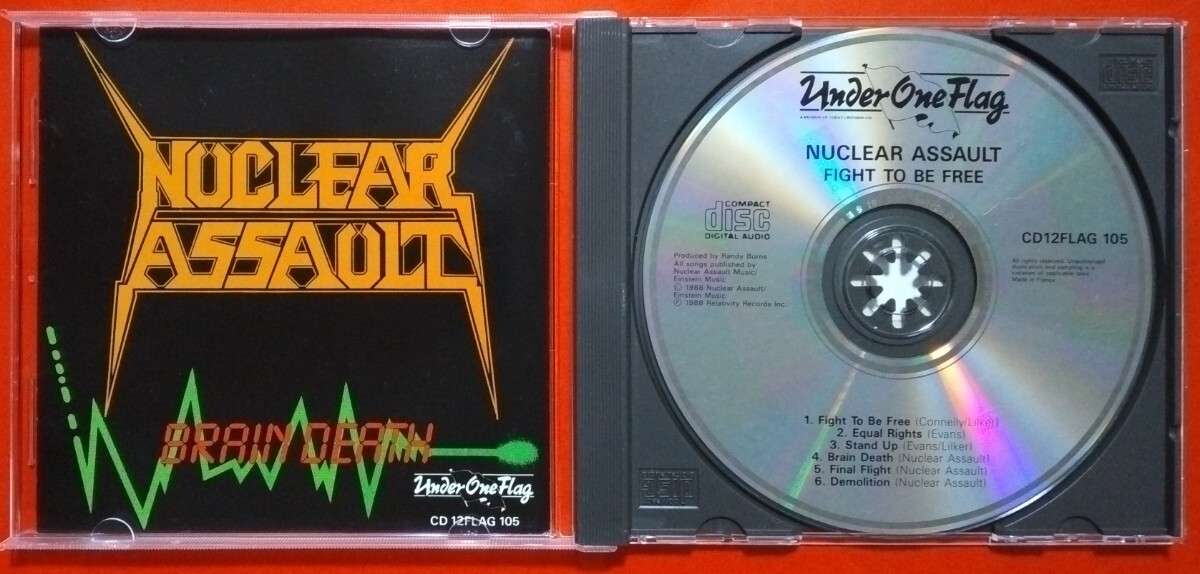 NUCLEAR
ASSAULT
BRAIN DEATH
Under One Flag
CD 12FLAG 105
Under One Flag
NUCLEAR ASSAULT
FIGHT TO BE FREE
COMPACT
disc
DIGITAL AUDIO
Produced by Randy Burns
All songs published by
Nuclear Assault Music/
Einstein Music
© 1988 Nuclear Assault/
Einstein Music
℗ 1988 Relativity Records Inc.
CD12FLAG 105
All rights reserved. Unauthorised
duplication and sampling is a
violation of applicable laws
Made in France
1. Fight To Be Free (Connelly/Lilker)
2. Equal Rights (Evans)
3. Stand Up (Evans/Lilker)
4. Brain Death (Nuclear Assault)
5. Final Flight (Nuclear Assault)
6. Demolition (Nuclear Assault)